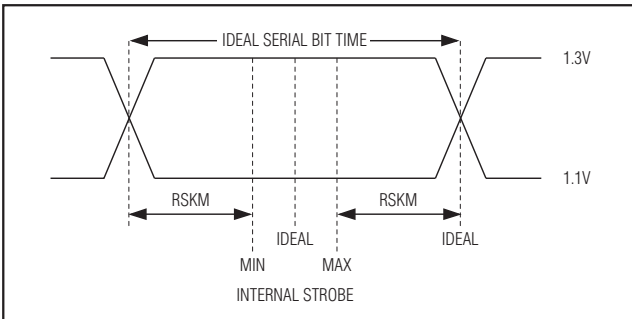 IDEAL SERIAL BIT TIME
1.3V
1.1V
RSKM
RSKM
IDEAL
IDEAL
MIN
MAX
INTERNAL STROBE